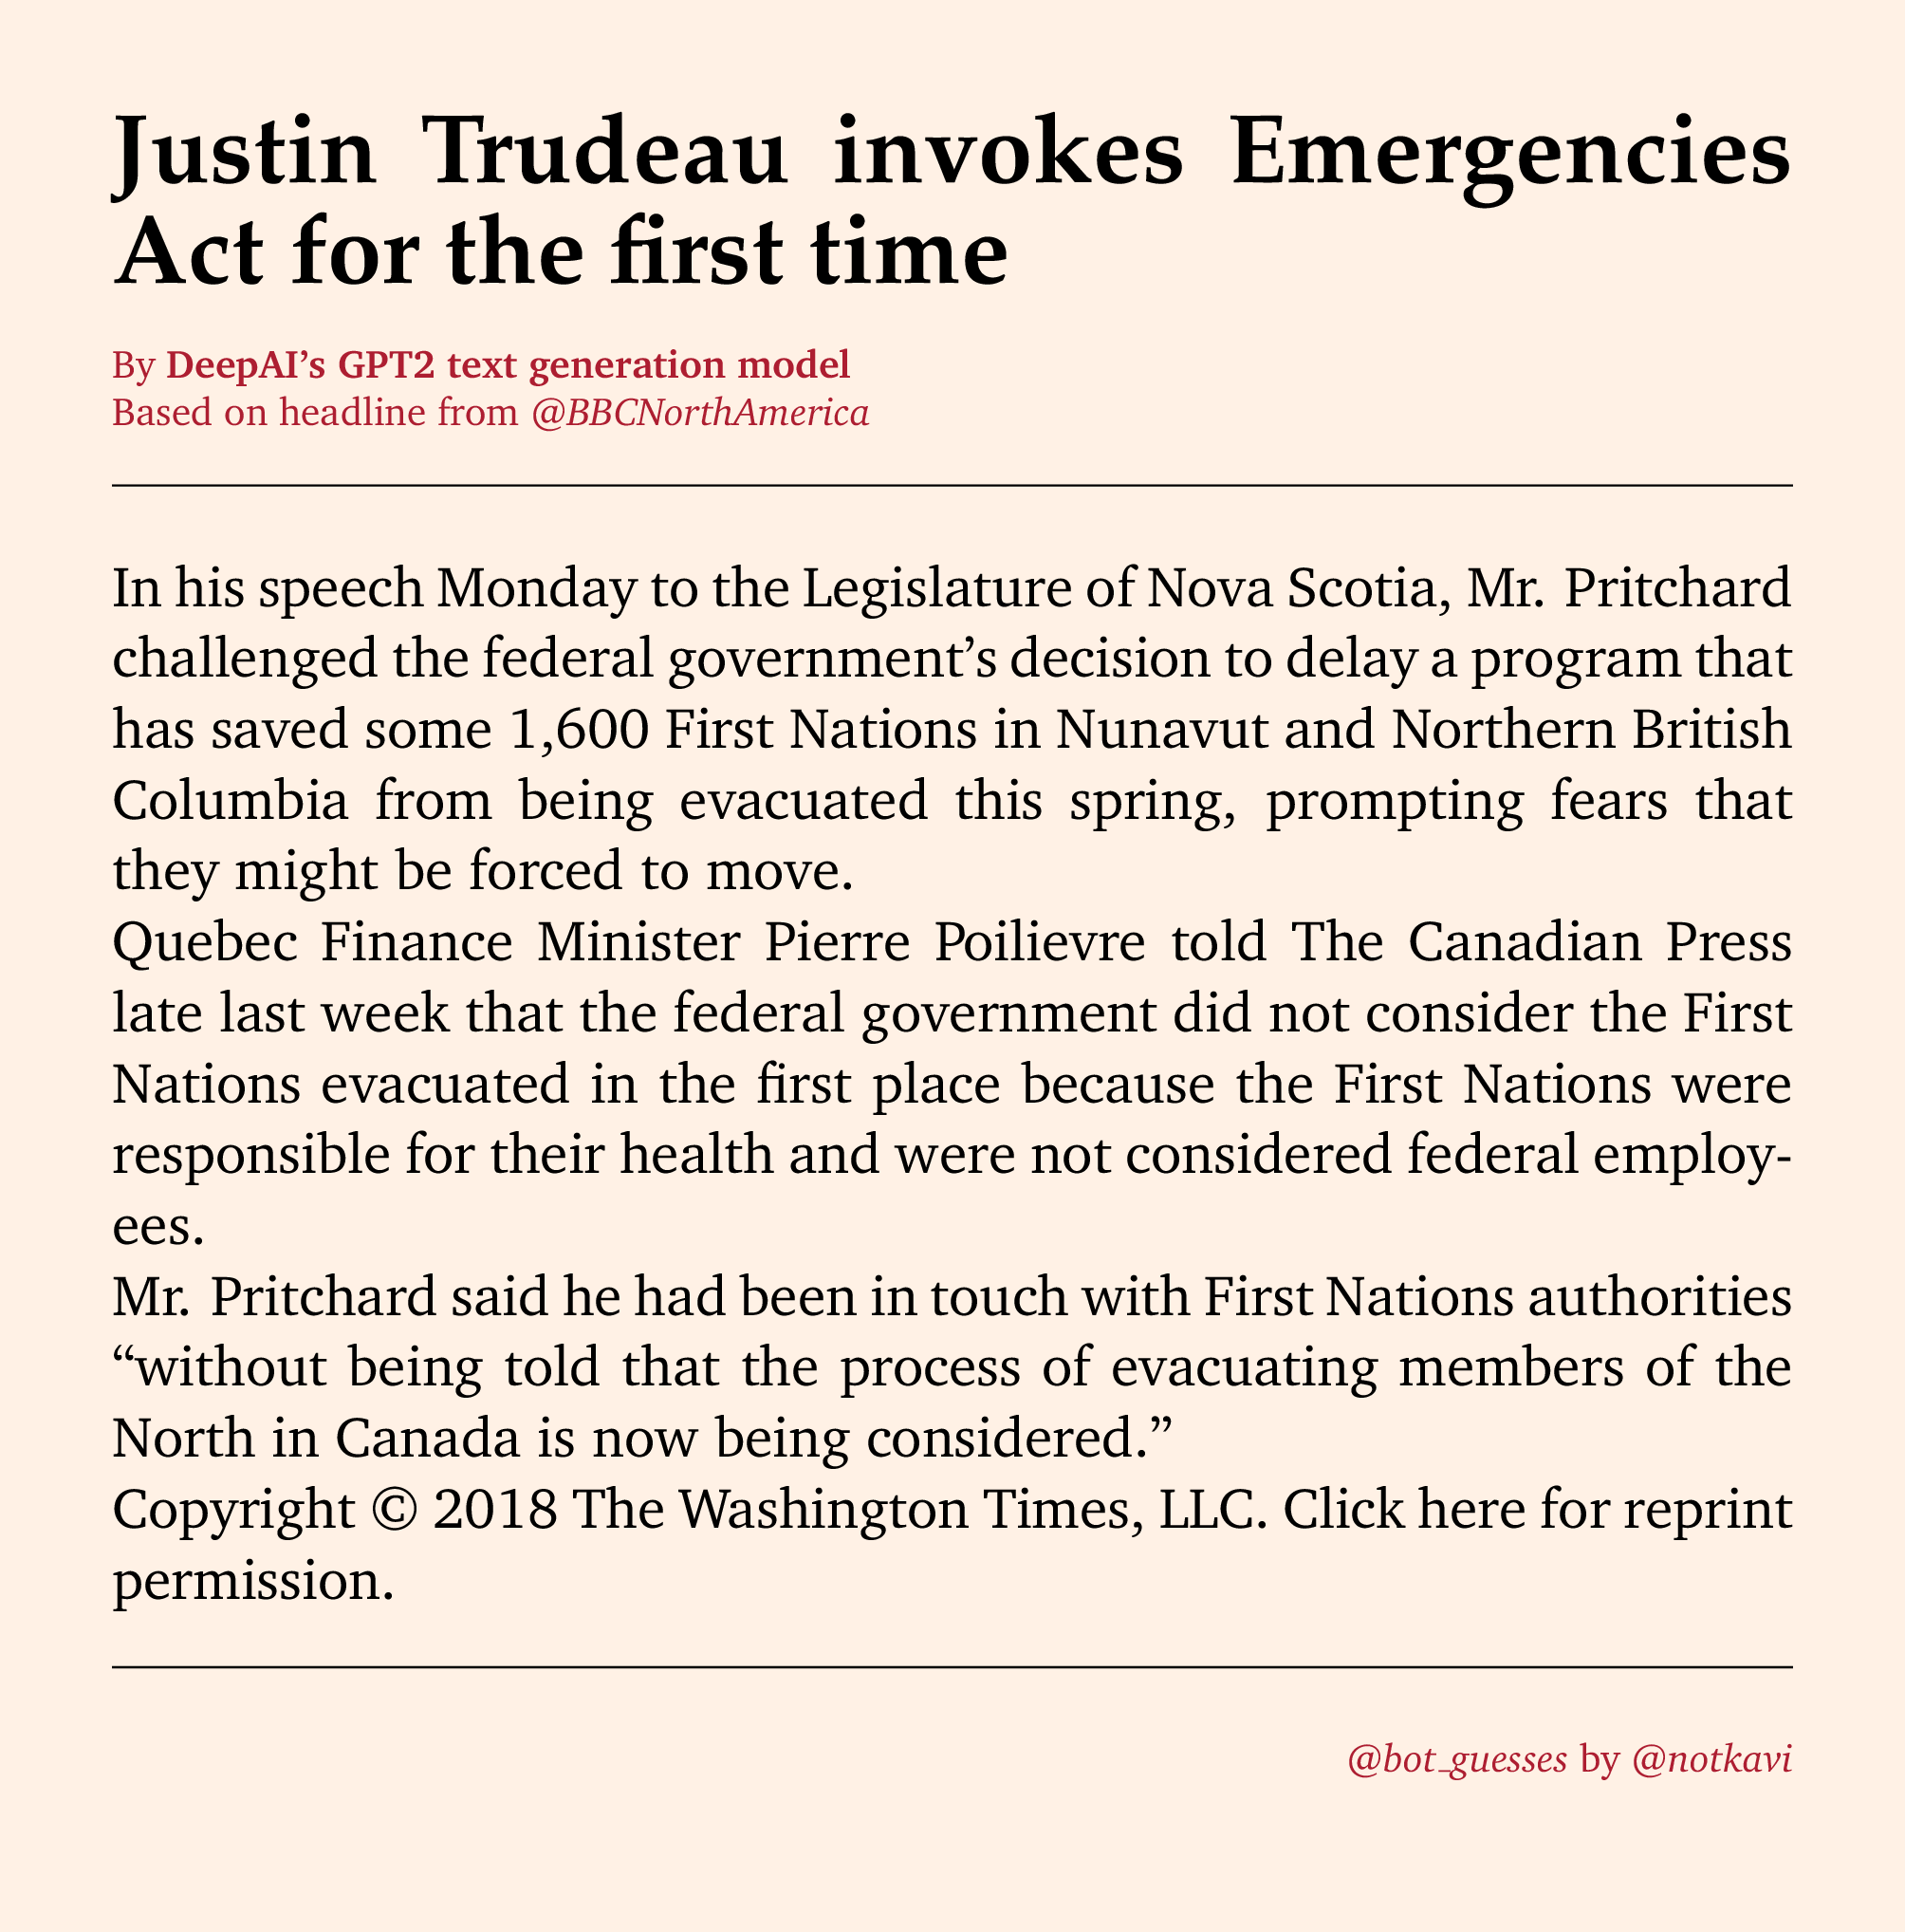 Justin Trudeau invokes Emergencies
Act for the first time
By DeepAI’s GPT2 text generation model
Based on headline from @BBCNorthAmerica
In his speech Monday to the Legislature of Nova Scotia, Mr. Pritchard
challenged the federal government’s decision to delay a program that
has saved some 1,600 First Nations in Nunavut and Northern British
Columbia from being evacuated this spring, prompting fears that
they might be forced to move.
Quebec Finance Minister Pierre Poilievre told The Canadian Press
late last week that the federal government did not consider the First
Nations evacuated in the first place because the First Nations were
responsible for their health and were not considered federal employ-
ees.
Mr. Pritchard said he had been in touch with First Nations authorities
“without being told that the process of evacuating members of the
North in Canada is now being considered.”
Copyright © 2018 The Washington Times, LLC. Click here for reprint
permission.
@bot_guesses by @notkavi